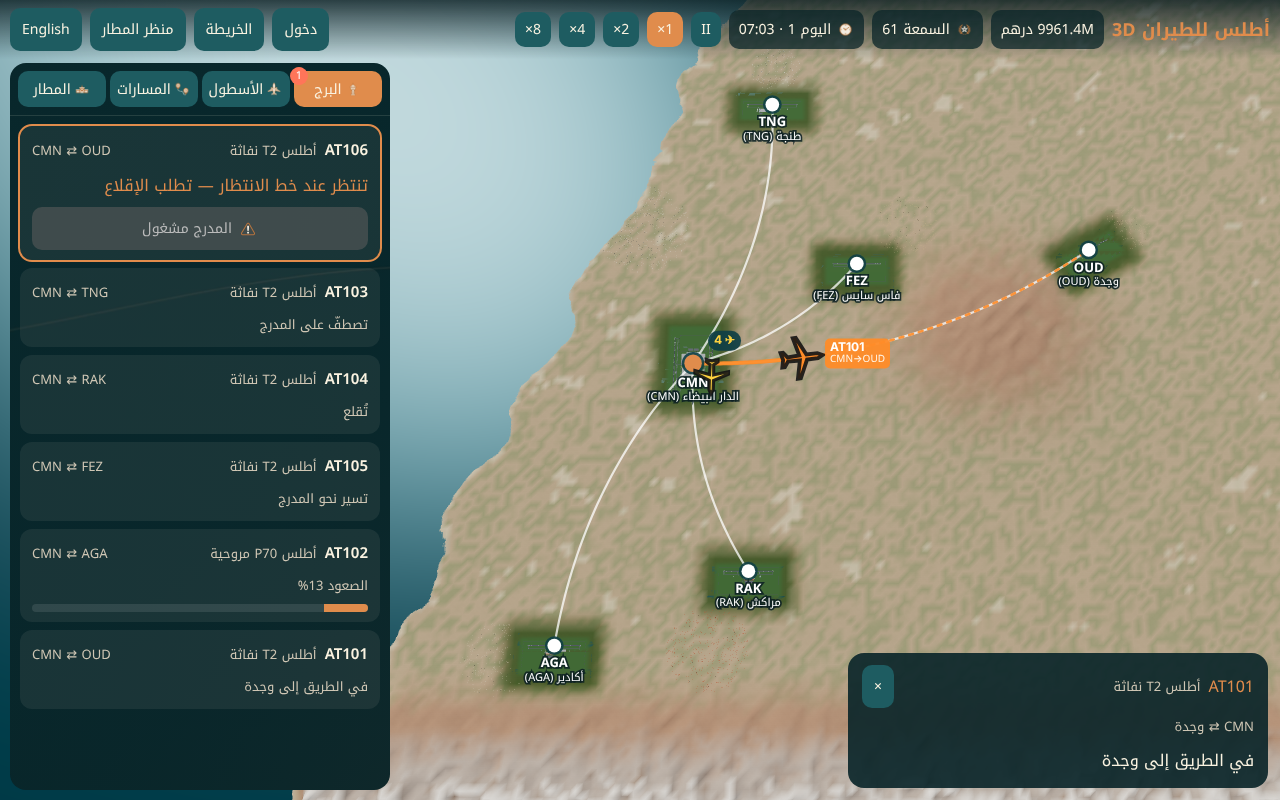 أطلس للطيران 3D
9961.4M درهم
السمعة 61
اليوم 1 · 07:03
II
×1
×2
×4
×8
دخول
الخريطة
منظر المطار
English
البرج
1
الأسطول
المسارات
المطار
AT106 أطلس T2 نفاثة CMN ⇄ OUD
تنتظر عند خط الانتظار — تطلب الإقلاع
المدرج مشغول
AT103 أطلس T2 نفاثة CMN ⇄ TNG
تصطفّ على المدرج
AT104 أطلس T2 نفاثة CMN ⇄ RAK
تُقلع
AT105 أطلس T2 نفاثة CMN ⇄ FEZ
تسير نحو المدرج
AT102 أطلس P70 مروحية CMN ⇄ AGA
الصعود 13%
AT101 أطلس T2 نفاثة CMN ⇄ OUD
في الطريق إلى وجدة
TNG
طنجة (TNG)
FEZ
فاس سايس (FEZ)
OUD
وجدة (OUD)
4 ✈
AT101
CMN→OUD
CMN
الدار البيضاء (CMN)
RAK
مراكش (RAK)
AGA
أكادير (AGA)
AT101 أطلس T2 نفاثة
×
CMN ⇄ وجدة
في الطريق إلى وجدة